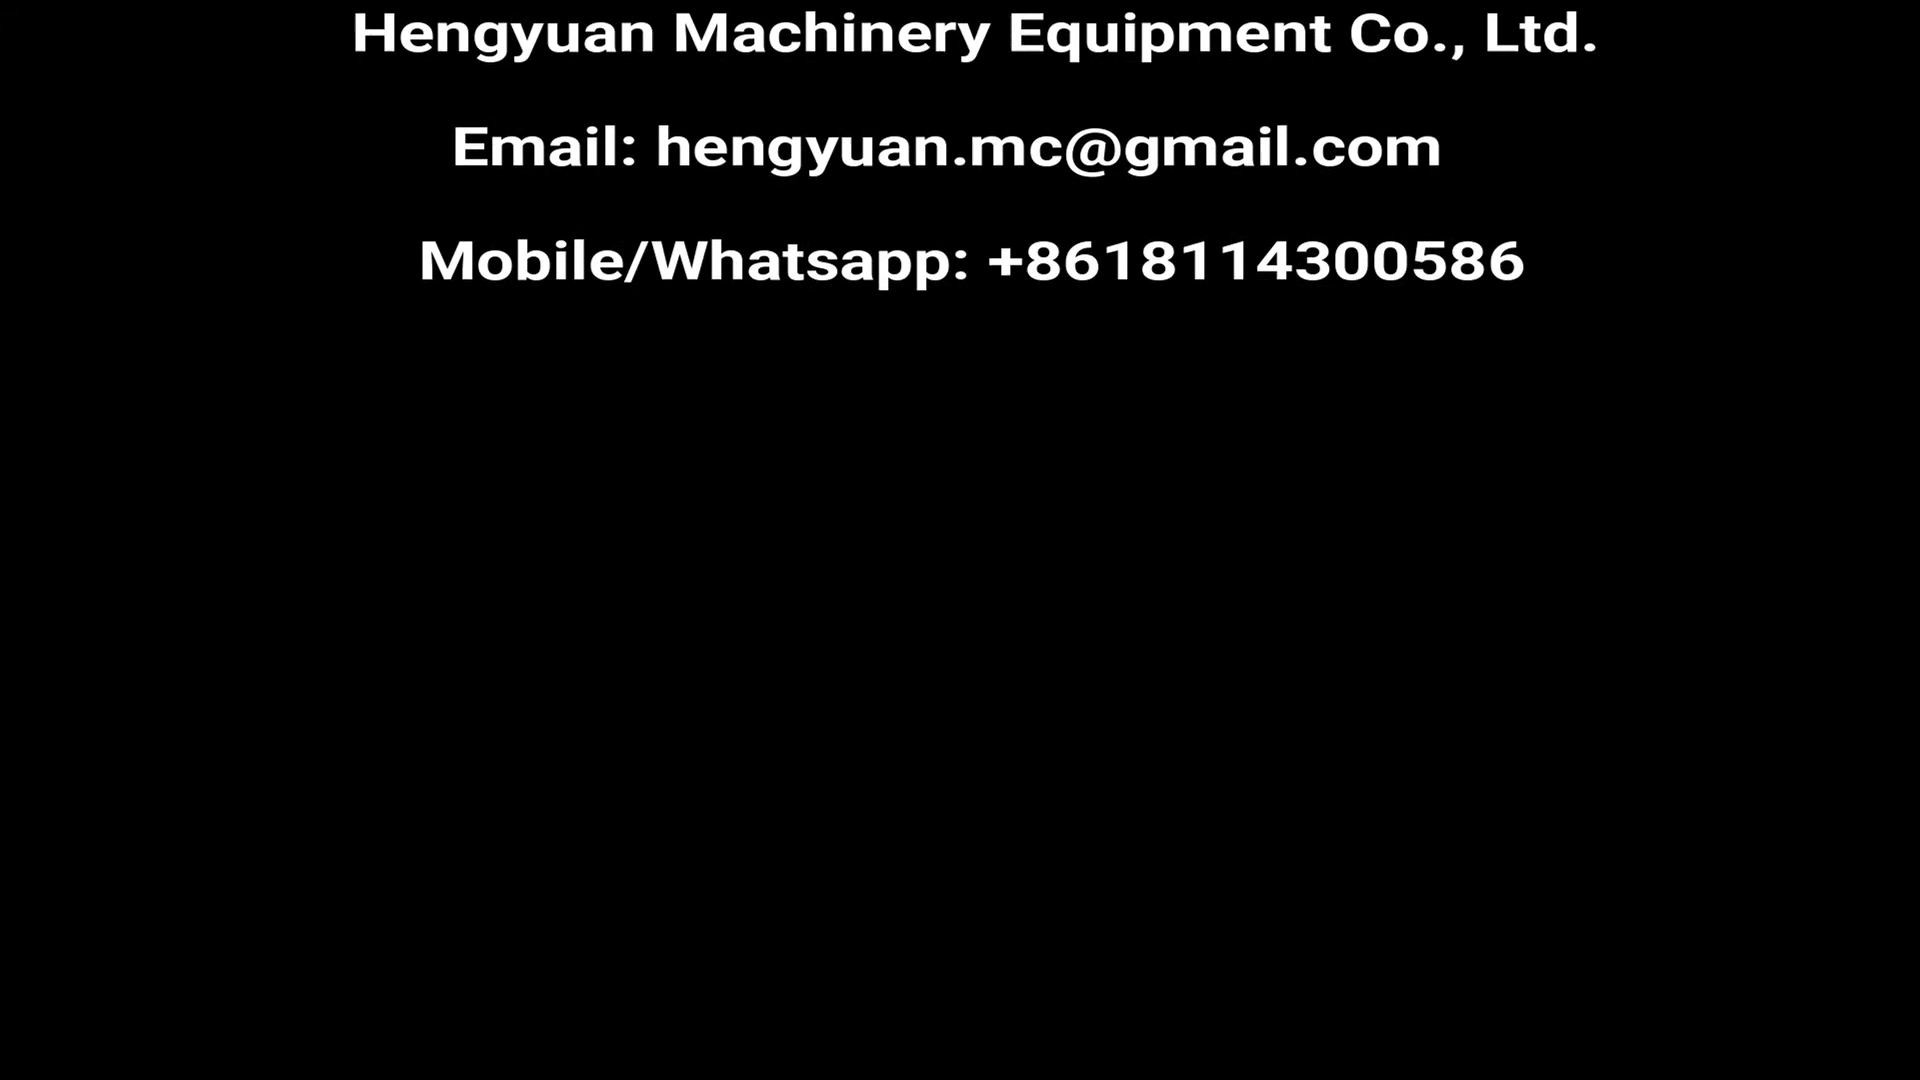 Hengyuan Machinery Equipment Co., Ltd.
Email: hengyuan.mc@gmail.com
Mobile/Whatsapp: +8618114300586